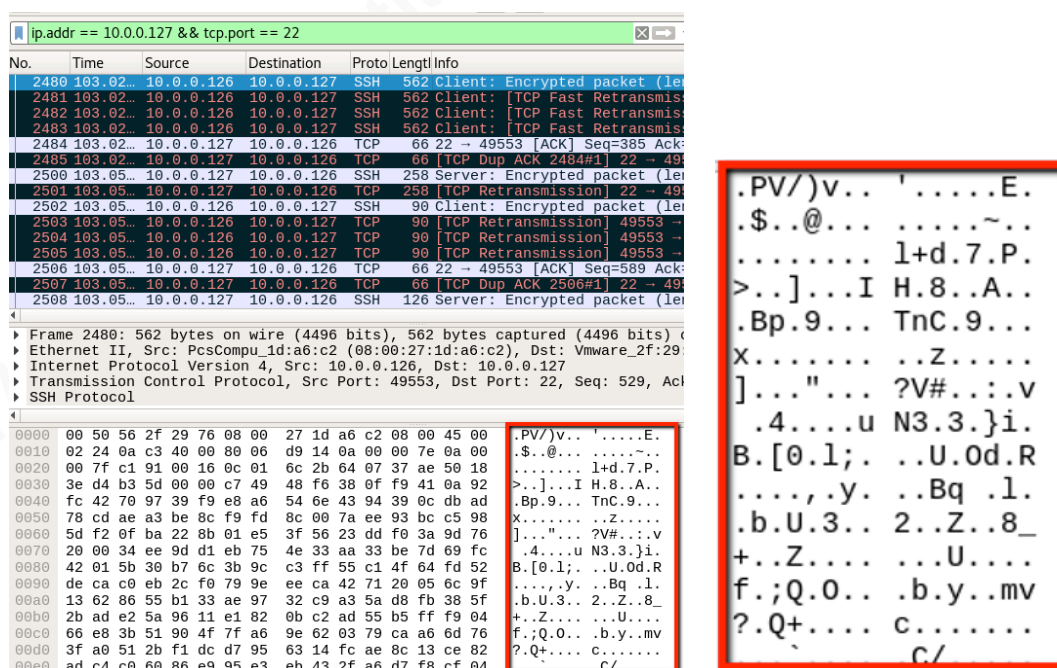 ip.addr == 10.0.0.127 && tcp.port == 22
No. Time Source Destination Proto Lengtl Info
2480 103.02… 10.0.0.126 10.0.0.127 SSH 562 Client: Encrypted packet (le
2481 103.02… 10.0.0.126 10.0.0.127 SSH 562 Client: [TCP Fast Retransmis
2482 103.02… 10.0.0.126 10.0.0.127 SSH 562 Client: [TCP Fast Retransmis
2483 103.02… 10.0.0.126 10.0.0.127 SSH 562 Client: [TCP Fast Retransmis
2484 103.02… 10.0.0.127 10.0.0.126 TCP 66 22 → 49553 [ACK] Seq=385 Ack=
2485 103.02… 10.0.0.127 10.0.0.126 TCP 66 [TCP Dup ACK 2484#1] 22 → 495
2500 103.05… 10.0.0.127 10.0.0.126 SSH 258 Server: Encrypted packet (le
2501 103.05… 10.0.0.127 10.0.0.126 TCP 258 [TCP Retransmission] 22 → 49
2502 103.05… 10.0.0.126 10.0.0.127 SSH 90 Client: Encrypted packet (le
2503 103.05… 10.0.0.126 10.0.0.127 TCP 90 [TCP Retransmission] 49553 →
2504 103.05… 10.0.0.126 10.0.0.127 TCP 90 [TCP Retransmission] 49553 →
2505 103.05… 10.0.0.126 10.0.0.127 TCP 90 [TCP Retransmission] 49553 →
2506 103.05… 10.0.0.127 10.0.0.126 TCP 66 22 → 49553 [ACK] Seq=589 Ack=
2507 103.05… 10.0.0.127 10.0.0.126 TCP 66 [TCP Dup ACK 2506#1] 22 → 495
2508 103.05… 10.0.0.127 10.0.0.126 SSH 126 Server: Encrypted packet (le
Frame 2480: 562 bytes on wire (4496 bits), 562 bytes captured (4496 bits)
Ethernet II, Src: PcsCompu_1d:a6:c2 (08:00:27:1d:a6:c2), Dst: Vmware_2f:29:
Internet Protocol Version 4, Src: 10.0.0.126, Dst: 10.0.0.127
Transmission Control Protocol, Src Port: 49553, Dst Port: 22, Seq: 529, Ac
SSH Protocol
0000 00 50 56 2f 29 76 08 00 27 1d a6 c2 08 00 45 00 .PV/)v.. '.....E.
0010 02 24 0a c3 40 00 80 06 d9 14 0a 00 00 7e 0a 00 .$..@... .....~..
0020 00 7f c1 91 00 16 0c 01 6c 2b 64 07 37 ae 50 18 ........ l+d.7.P.
0030 3e d4 b3 5d 00 00 c7 49 48 f6 38 0f f9 41 0a 92 >..]...I H.8..A..
0040 fc 42 70 97 39 f9 e8 a6 54 6e 43 94 39 0c db ad .Bp.9... TnC.9...
0050 78 cd ae a3 be 8c f9 fd 8c 00 7a ee 93 bc c5 98 x....... ..z.....
0060 5d f2 0f ba 22 8b 01 e5 3f 56 23 dd f0 3a 9d 76 ]..."... ?V#..:.v
0070 20 00 34 ee 9d d1 eb 75 4e 33 aa 33 be 7d 69 fc .4....u N3.3.}i.
0080 42 01 5b 30 b7 6c 3b 9c c3 ff 55 c1 4f 64 fd 52 B.[0.l;. ..U.Od.R
0090 de ca c0 eb 2c f0 79 9e ee ca 42 71 20 05 6c 9f ....,.y. ..Bq .l.
00a0 13 62 86 55 b1 33 ae 97 32 c9 a3 5a d8 fb 38 5f .b.U.3.. 2..Z..8_
00b0 2b ad e2 5a 96 11 e1 82 0b c2 ad 55 b5 ff f9 04 +..Z.... ...U....
00c0 66 e8 3b 51 90 4f 7f a6 9e 62 03 79 ca a6 6d 76 f.;Q.O.. .b.y..mv
00d0 3f a0 51 2b f1 dc d7 95 63 14 fc ae 8c 13 ce 82 ?.Q+.... c.......
00e0 ad c4 c0 60 86 e9 95 e3 eb 43 2f a6 d7 f8 cf 04 ...`.... .C/.....
.PV/)v.. '.....E.
.$..@... .....~..
........ l+d.7.P.
>..]...I H.8..A..
.Bp.9... TnC.9...
x....... ..z.....
]..."... ?V#..:.v
.4....u N3.3.}i.
B.[0.l;. ..U.Od.R
....,.y. ..Bq .l.
.b.U.3.. 2..Z..8_
+..Z.... ...U....
f.;Q.O.. .b.y..mv
?.Q+.... c.......